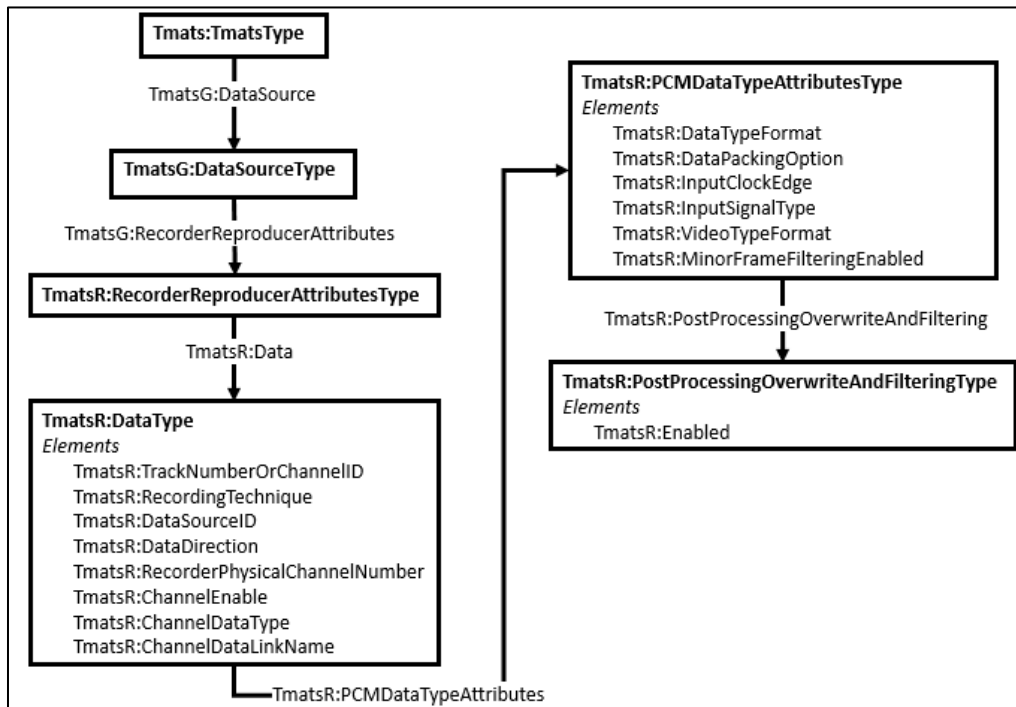 Tmats:TmatsType
TmatsG:DataSource
TmatsG:DataSourceType
TmatsG:RecorderReproducerAttributes
TmatsR:RecorderReproducerAttributesType
TmatsR:Data
TmatsR:DataType
Elements
TmatsR:TrackNumberOrChannelID
TmatsR:RecordingTechnique
TmatsR:DataSourceID
TmatsR:DataDirection
TmatsR:RecorderPhysicalChannelNumber
TmatsR:ChannelEnable
TmatsR:ChannelDataType
TmatsR:ChannelDataLinkName
TmatsR:PCMDataTypeAttributes
TmatsR:PCMDataTypeAttributesType
Elements
TmatsR:DataTypeFormat
TmatsR:DataPackingOption
TmatsR:InputClockEdge
TmatsR:InputSignalType
TmatsR:VideoTypeFormat
TmatsR:MinorFrameFilteringEnabled
TmatsR:PostProcessingOverwriteAndFiltering
TmatsR:PostProcessingOverwriteAndFilteringType
Elements
TmatsR:Enabled